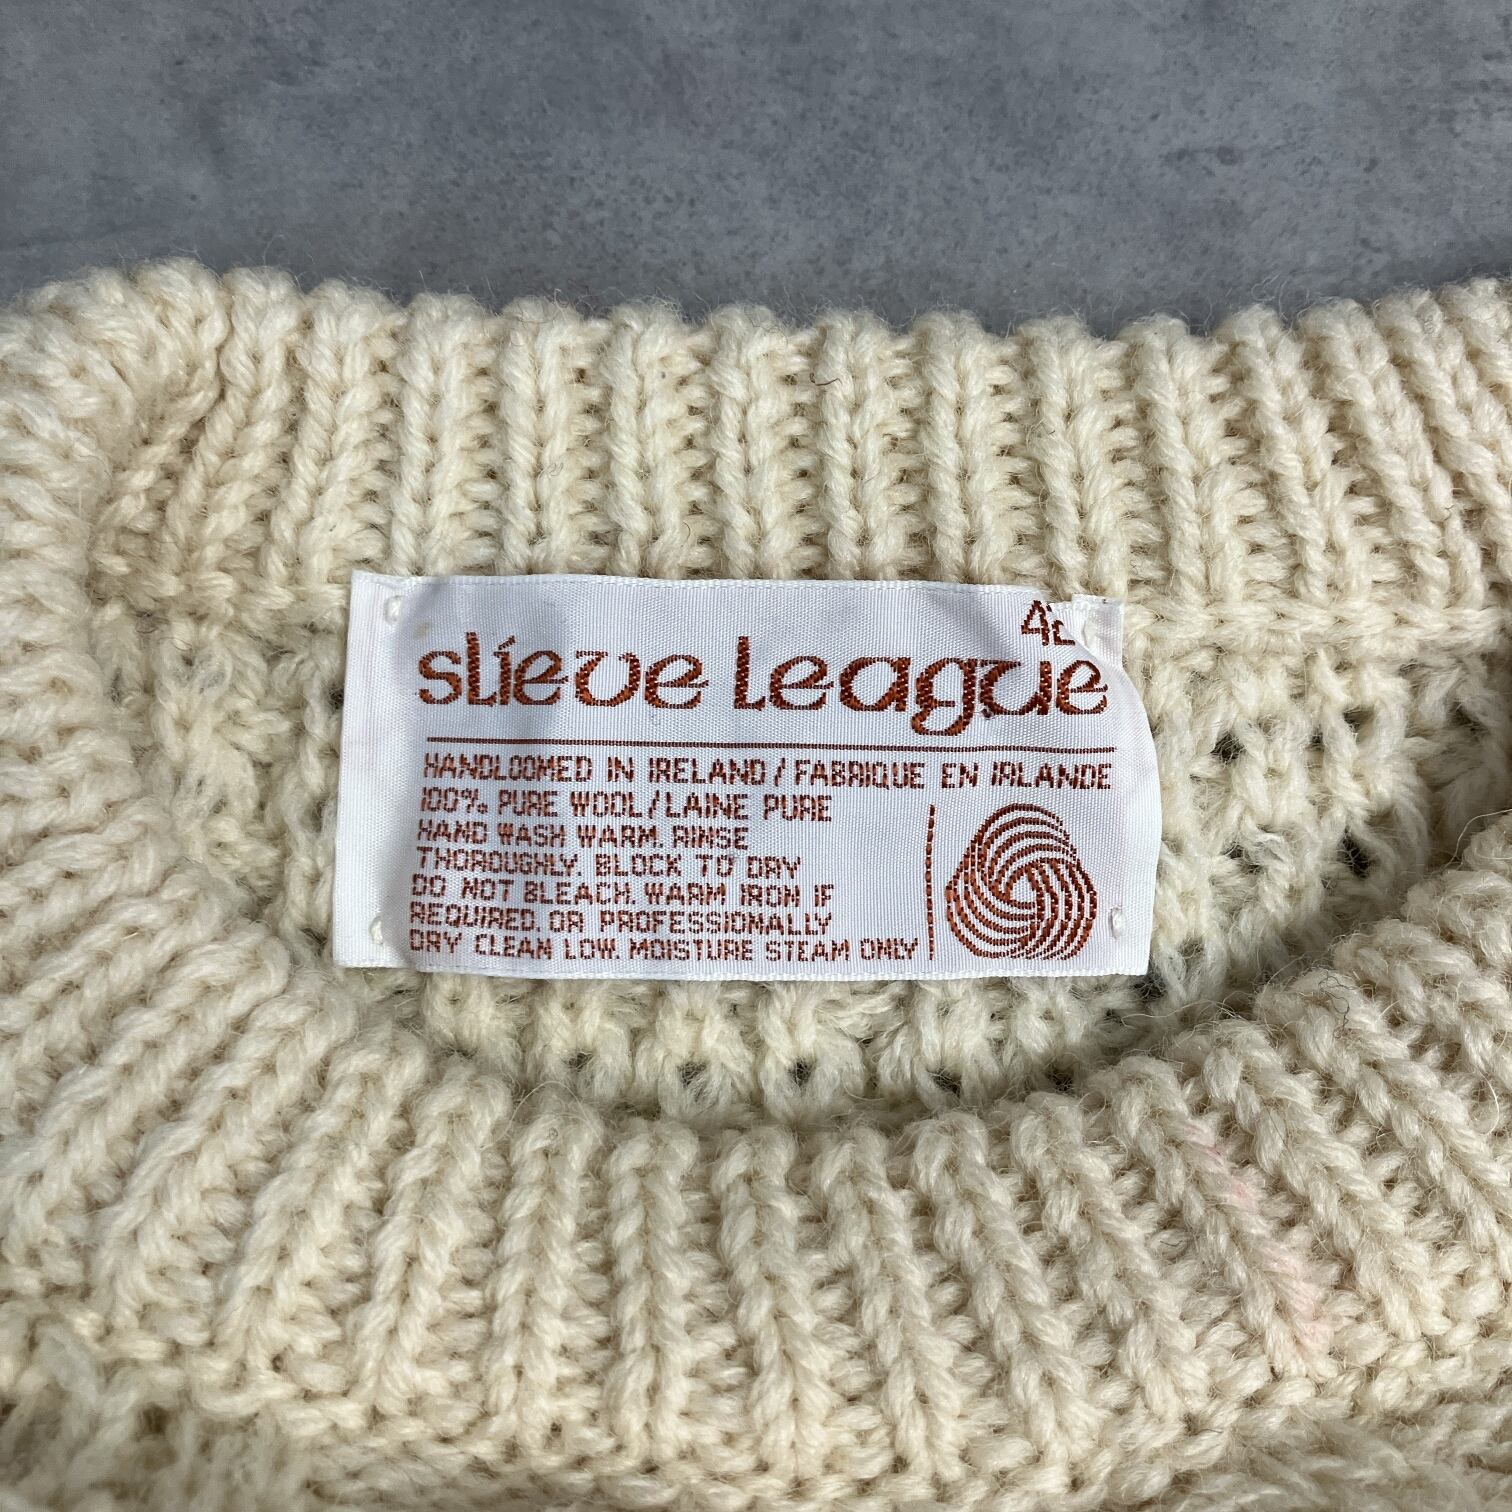 42
slíeve league
HANDLOOMED IN IRELAND / FABRIQUE EN IRLANDE
100% PURE WOOL/LAINE PURE
HAND WASH WARM. RINSE
THOROUGHLY. BLOCK TO DRY
DO NOT BLEACH. WARM IRON IF
REQUIRED. OR PROFESSIONALLY
DRY CLEAN LOW. MOISTURE STEAM ONLY